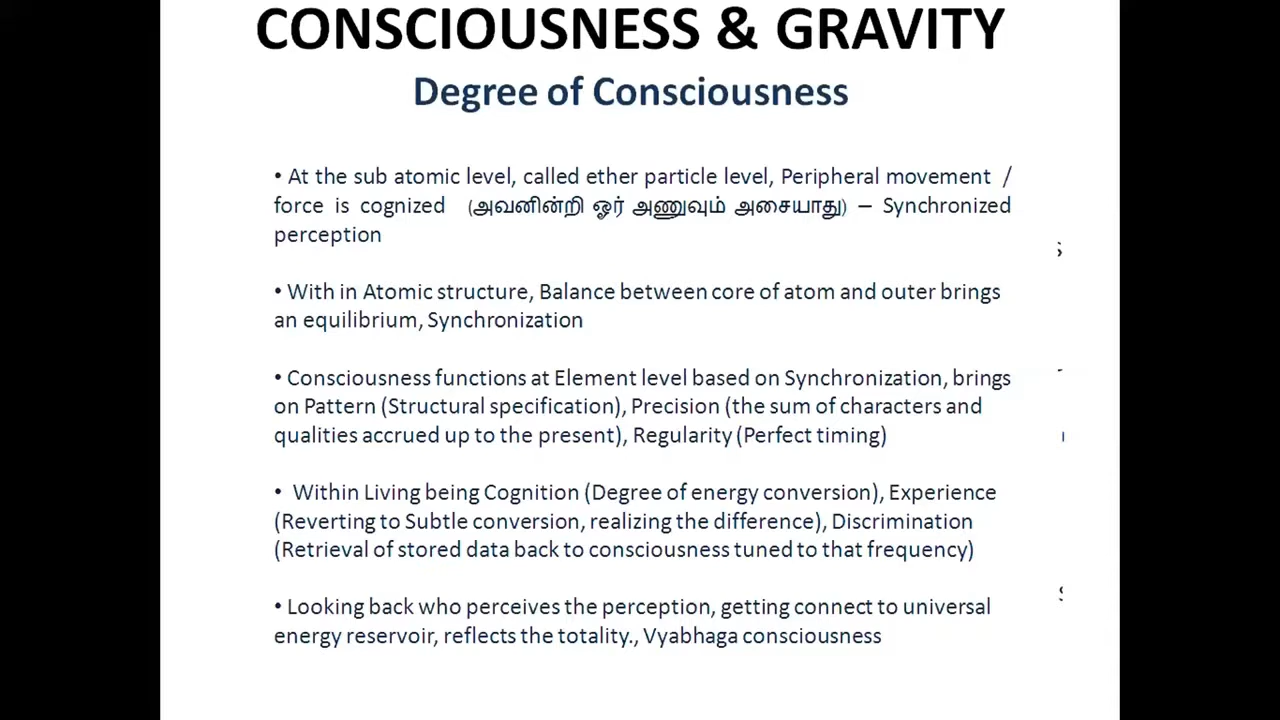 CONSCIOUSNESS & GRAVITY
Degree of Consciousness
• At the sub atomic level, called ether particle level, Peripheral movement /
force is cognized (அவனின்றி ஓர் அணுவும் அசையாது) – Synchronized
perception
• With in Atomic structure, Balance between core of atom and outer brings
an equilibrium, Synchronization
• Consciousness functions at Element level based on Synchronization, brings
on Pattern (Structural specification), Precision (the sum of characters and
qualities accrued up to the present), Regularity (Perfect timing)
• Within Living being Cognition (Degree of energy conversion), Experience
(Reverting to Subtle conversion, realizing the difference), Discrimination
(Retrieval of stored data back to consciousness tuned to that frequency)
• Looking back who perceives the perception, getting connect to universal
energy reservoir, reflects the totality., Vyabhaga consciousness